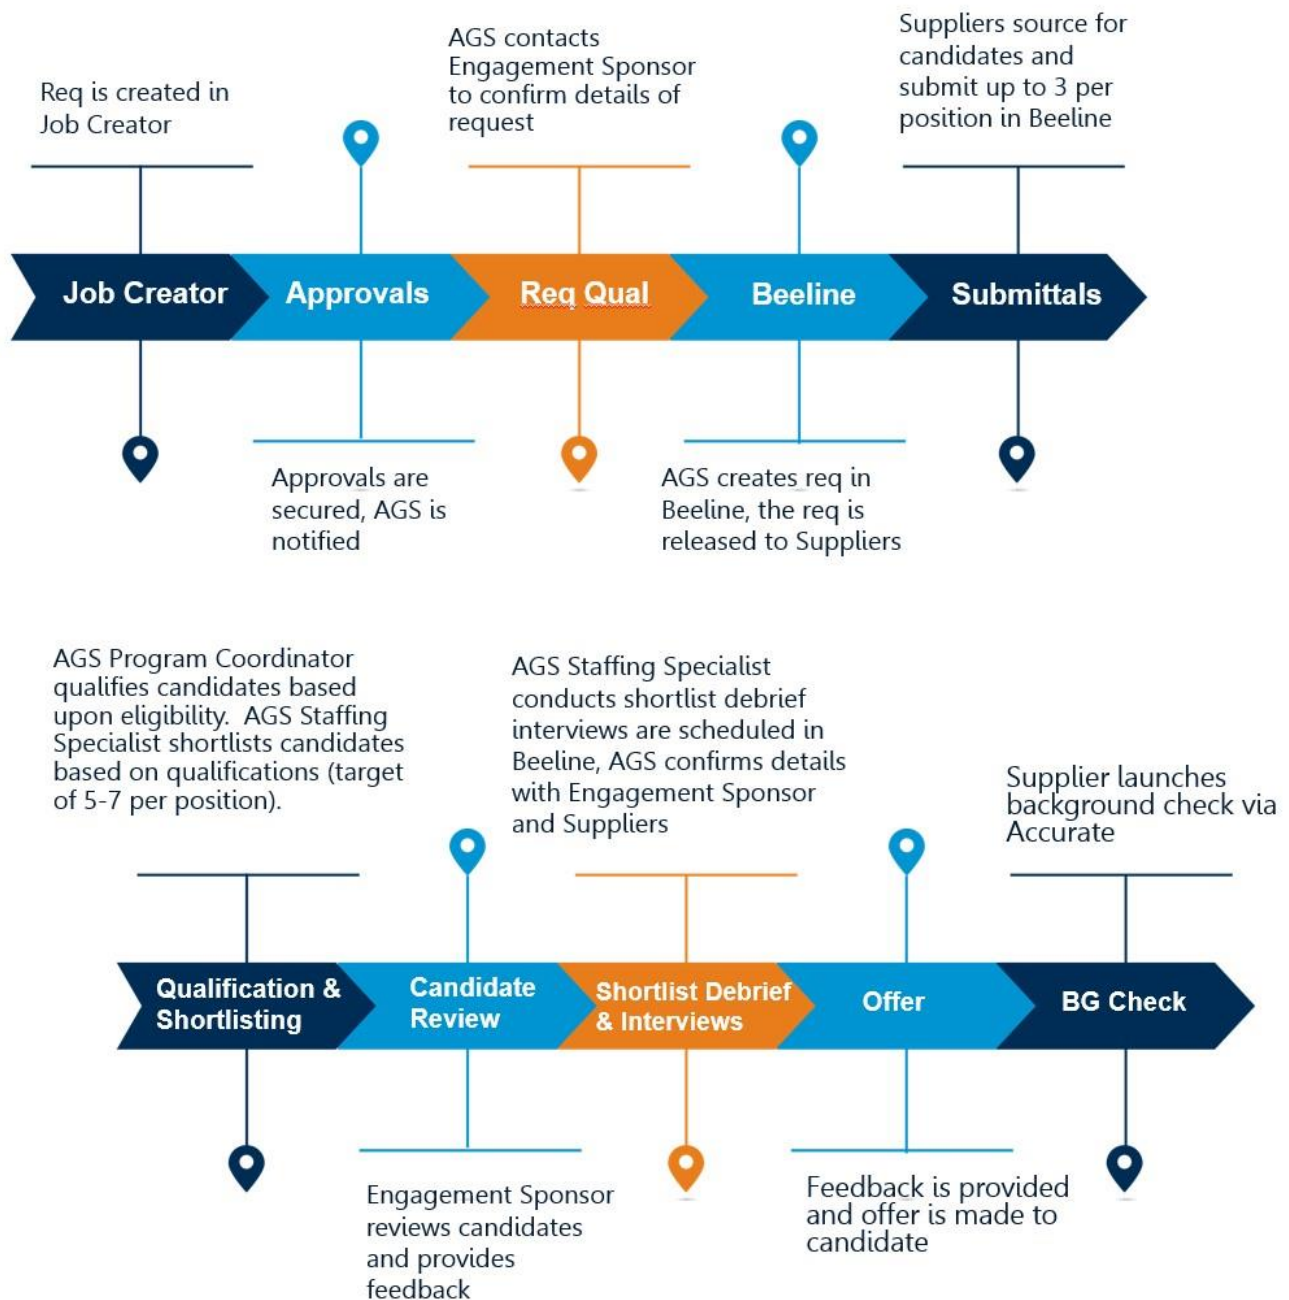 Req is created in
Job Creator
AGS contacts
Engagement Sponsor
to confirm details of
request
Suppliers source for
candidates and
submit up to 3 per
position in Beeline
Job Creator
Approvals
Req Qual
Beeline
Submittals
Approvals are
secured, AGS is
notified
AGS creates req in
Beeline, the req is
released to Suppliers
AGS Program Coordinator
qualifies candidates based
upon eligibility.  AGS Staffing
Specialist shortlists candidates
based on qualifications (target
of 5-7 per position).
AGS Staffing Specialist
conducts shortlist debrief
interviews are scheduled in
Beeline, AGS confirms details
with Engagement Sponsor
and Suppliers
Supplier launches
background check via
Accurate
Qualification &
Shortlisting
Candidate
Review
Shortlist Debrief
& Interviews
Offer
BG Check
Engagement Sponsor
reviews candidates
and provides
feedback
Feedback is provided
and offer is made to
candidate